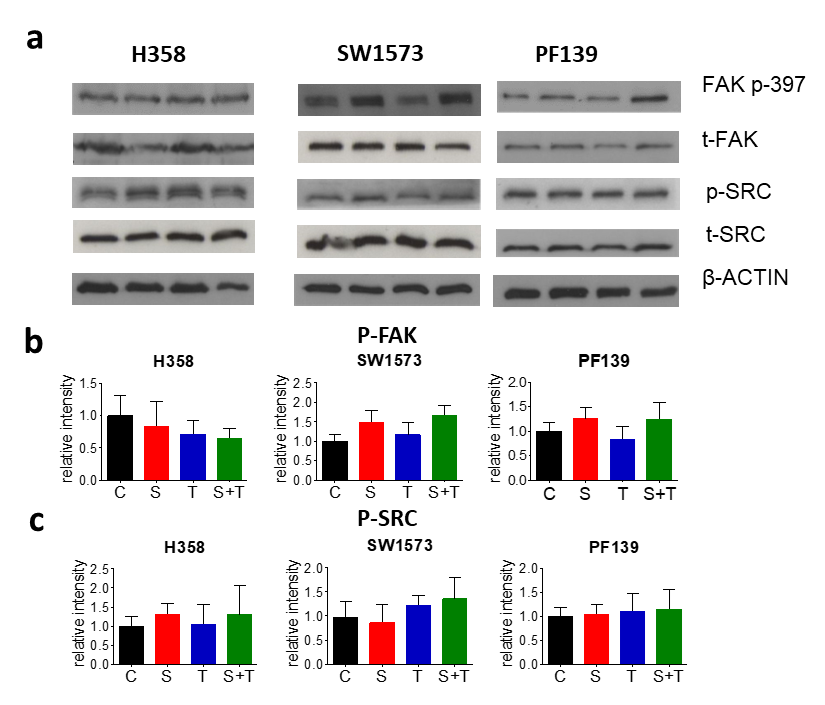 a
H358 SW1573 PF139
FAK p-397
t-FAK
p-SRC
t-SRC
β-ACTIN
b
P-FAK
H358 SW1573 PF139
relative intensity
1.5
1.0
0.5
0.0
C S T S+T
relative intensity
2.5
2.0
1.5
1.0
0.5
0.0
C S T S+T
relative intensity
2.0
1.5
1.0
0.5
0.0
C S T S+T
c
P-SRC
H358 SW1573 PF139
relative intensity
2.5
2.0
1.5
1.0
0.5
0.0
C S T S+T
relative intensity
2.0
1.5
1.0
0.5
0.0
C S T S+T
relative intensity
2.0
1.5
1.0
0.5
0.0
C S T S+T